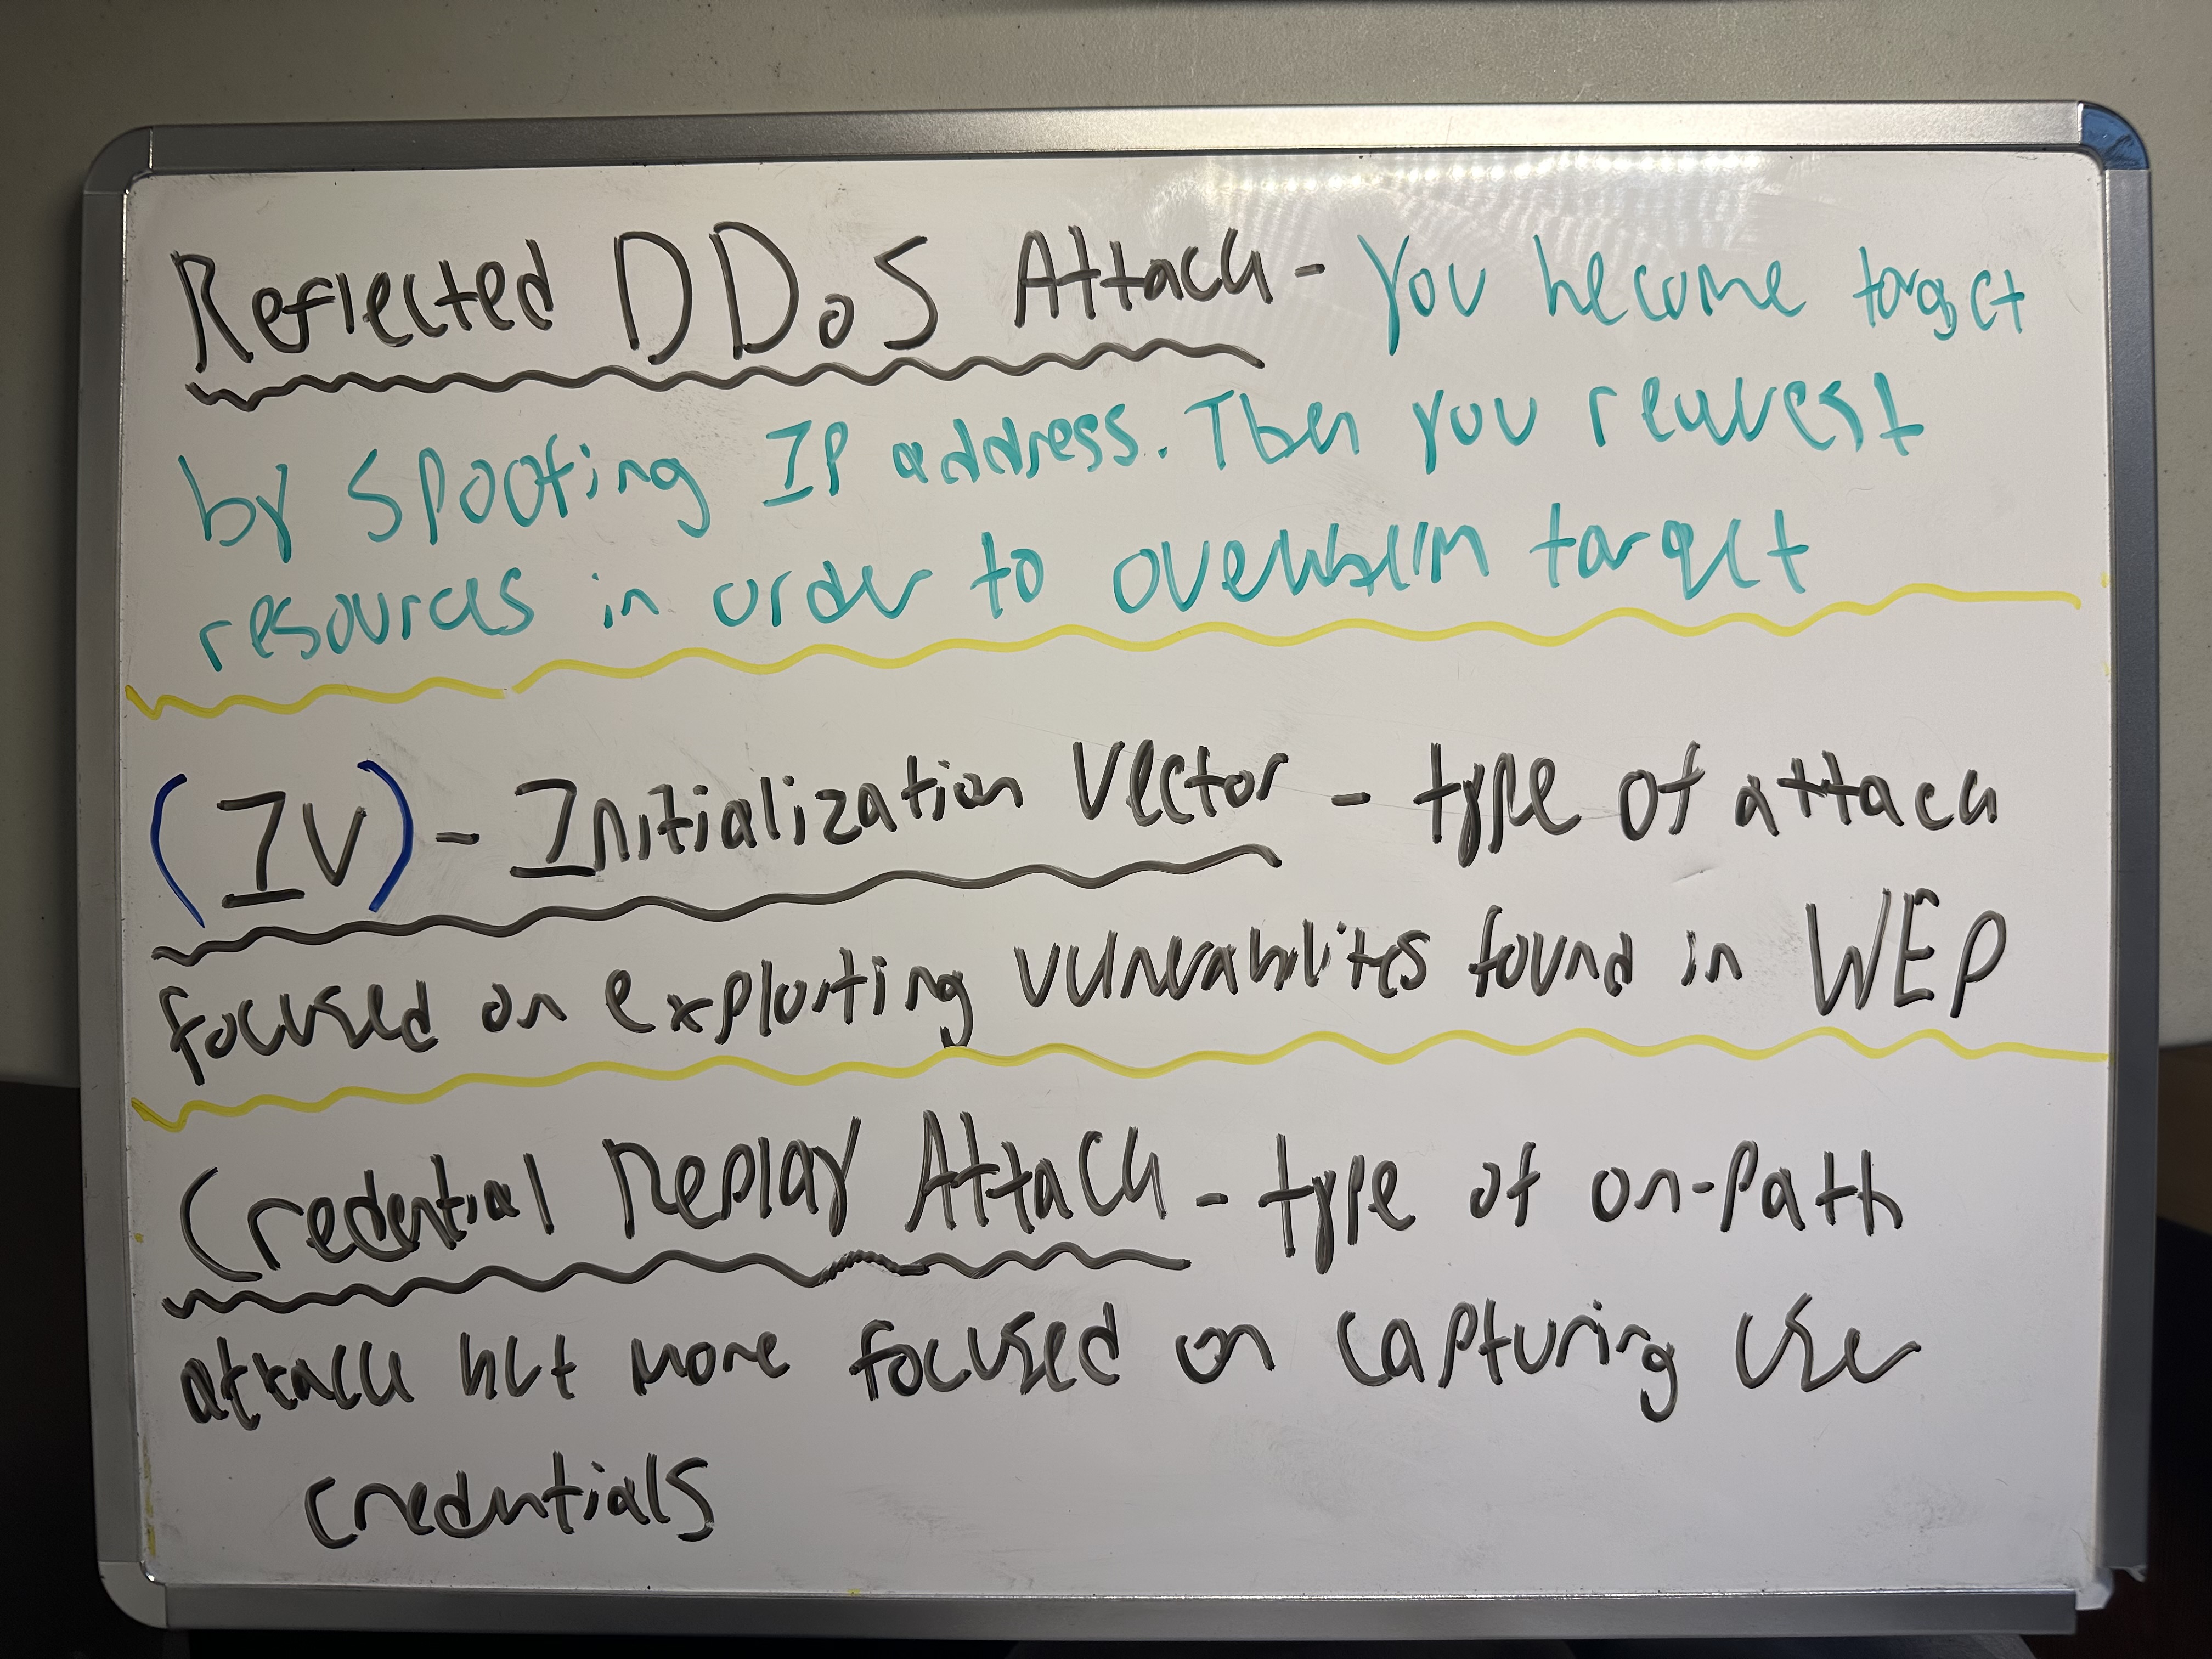 Reflected DDoS Attack - You become target
by spoofing IP address. Then you request
resources in order to overwhelm target
(IV) - Initialization Vector - type of attack
focused on exploiting vulnerabilites found in WEP
Credential Replay Attack - type of on-path
attack but more focused on capturing user
credentials